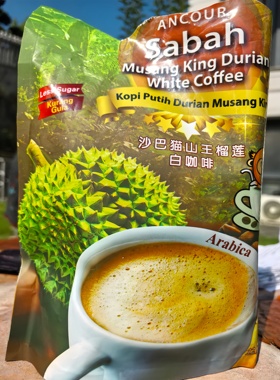 ANCOUR
Sabah
Musang King Durian
White Coffee
Less Sugar
Kurang
Gula
Kopi Putih Durian Musang
沙巴猫山王榴莲
白咖啡
Arabica